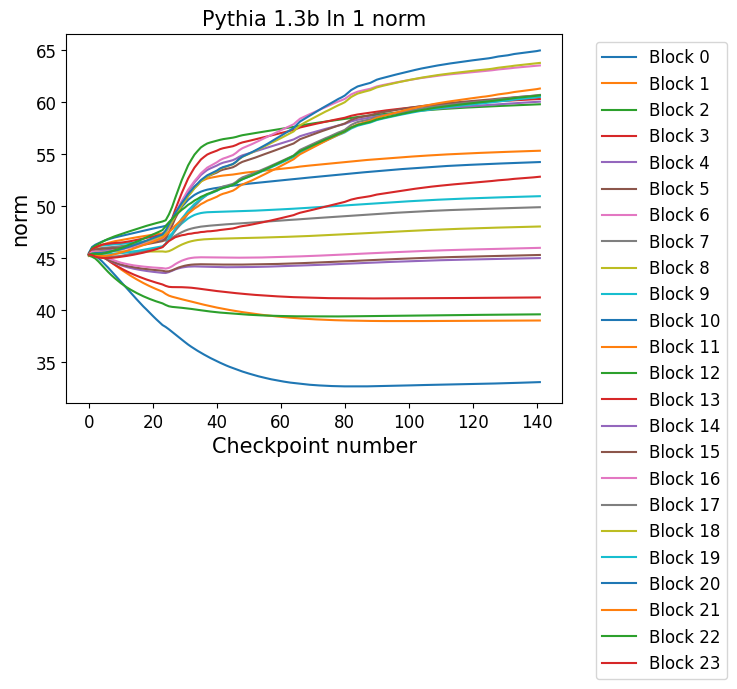 Pythia 1.3b ln 1 norm
norm
65
60
55
50
45
40
35
0 20 40 60 80 100 120 140
Checkpoint number
Block 0
Block 1
Block 2
Block 3
Block 4
Block 5
Block 6
Block 7
Block 8
Block 9
Block 10
Block 11
Block 12
Block 13
Block 14
Block 15
Block 16
Block 17
Block 18
Block 19
Block 20
Block 21
Block 22
Block 23